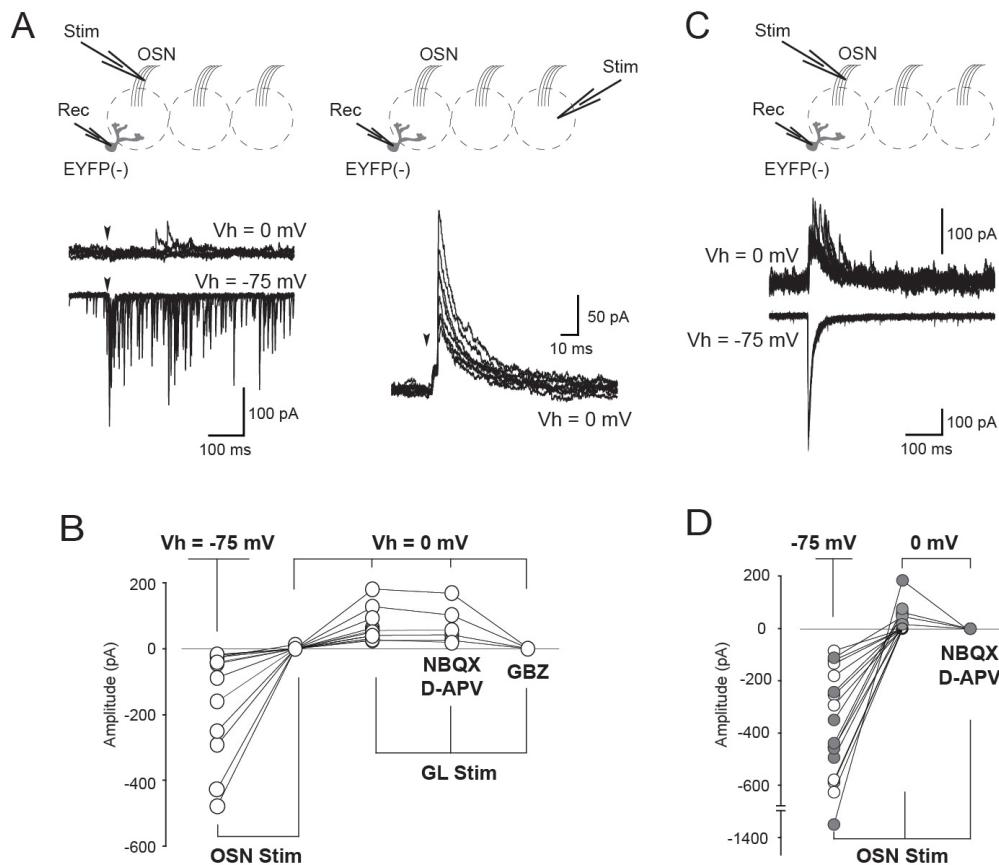 A
Stim
OSN
Rec
EYFP(-)
Stim
Rec
EYFP(-)
Vh = 0 mV
Vh = -75 mV
100 pA
100 ms
50 pA
10 ms
Vh = 0 mV
C
Stim
OSN
Rec
EYFP(-)
100 pA
Vh = 0 mV
Vh = -75 mV
100 pA
100 ms
B
Vh = -75 mV
Vh = 0 mV
Amplitude (pA)
200
0
-200
-400
-600
NBQX
D-APV
GBZ
GL Stim
OSN Stim
D
-75 mV
0 mV
Amplitude (pA)
200
0
-200
-400
-600
-1400
NBQX
D-APV
OSN Stim